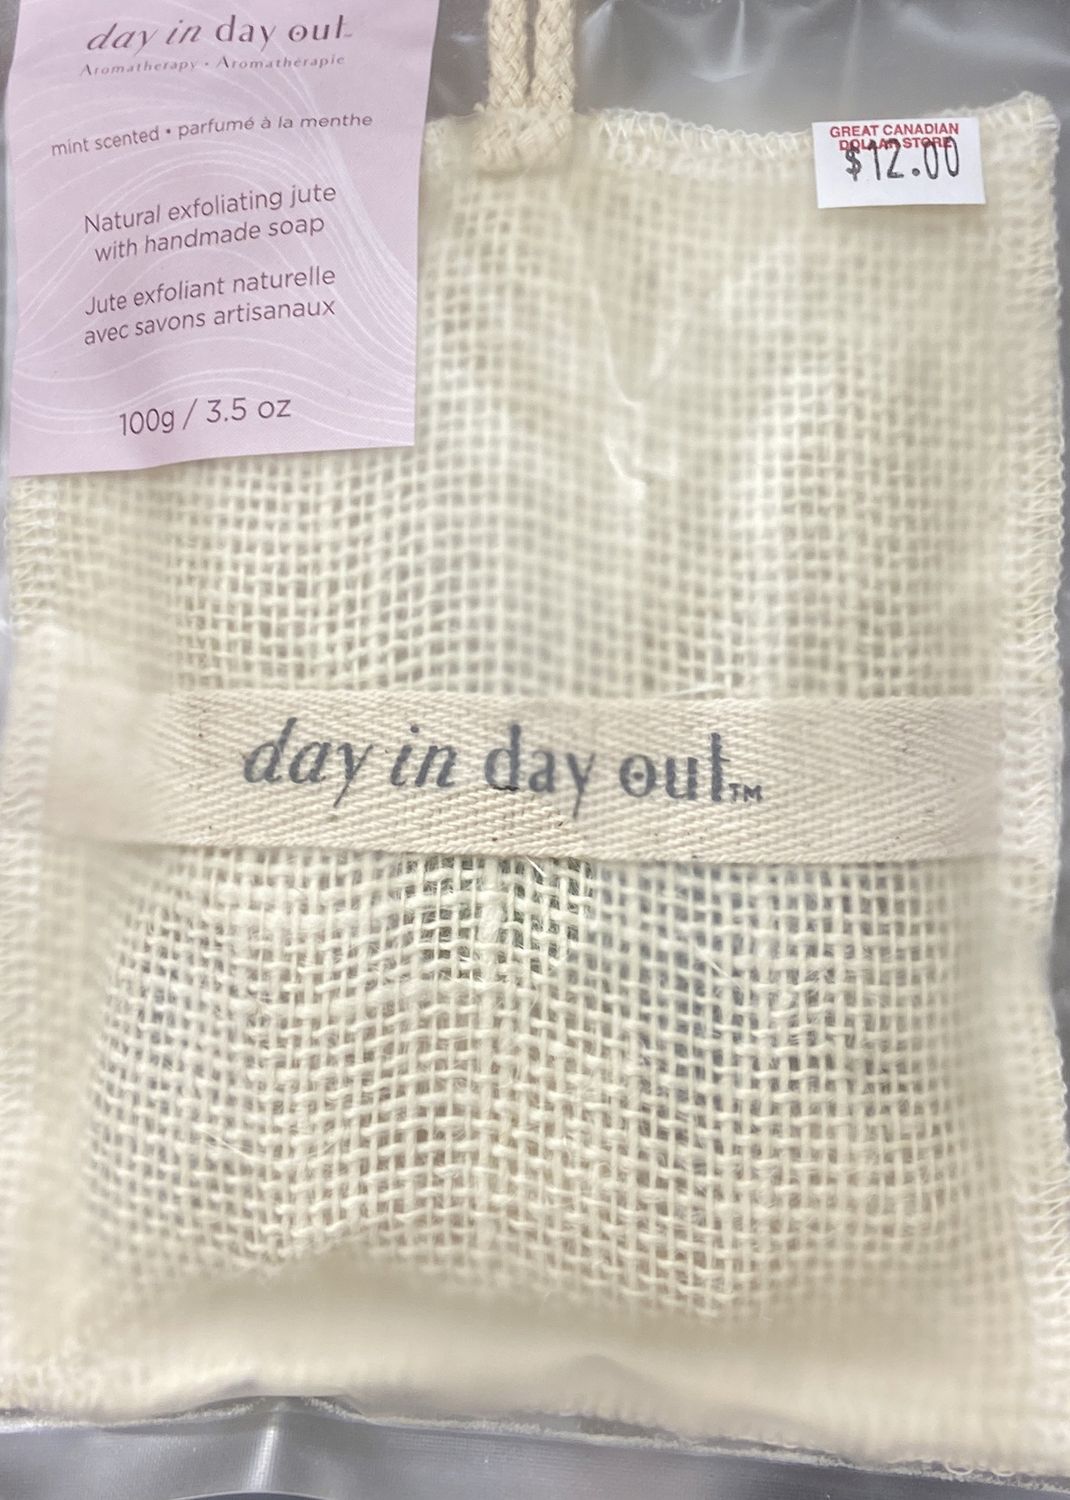 day in day out
Aromatherapy • Aromathérapie
mint scented • parfumé à la menthe
Natural exfoliating jute
with handmade soap
Jute exfoliant naturelle
avec savons artisanaux
100g / 3.5 oz
GREAT CANADIAN
DOLLAR STORE
$12.00
day in day out™